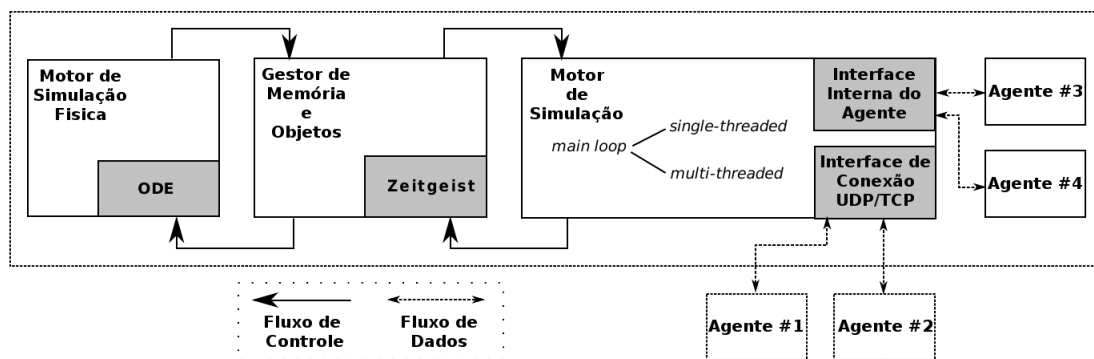 Motor de
Simulação
Fisica
ODE
Gestor de
Memória
e
Objetos
Zeitgeist
Motor
de
Simulação
main loop
single-threaded
multi-threaded
Interface
Interna do
Agente
Interface de
Conexão
UDP/TCP
Agente #3
Agente #4
Agente #1
Agente #2
Fluxo de
Controle
Fluxo de
Dados